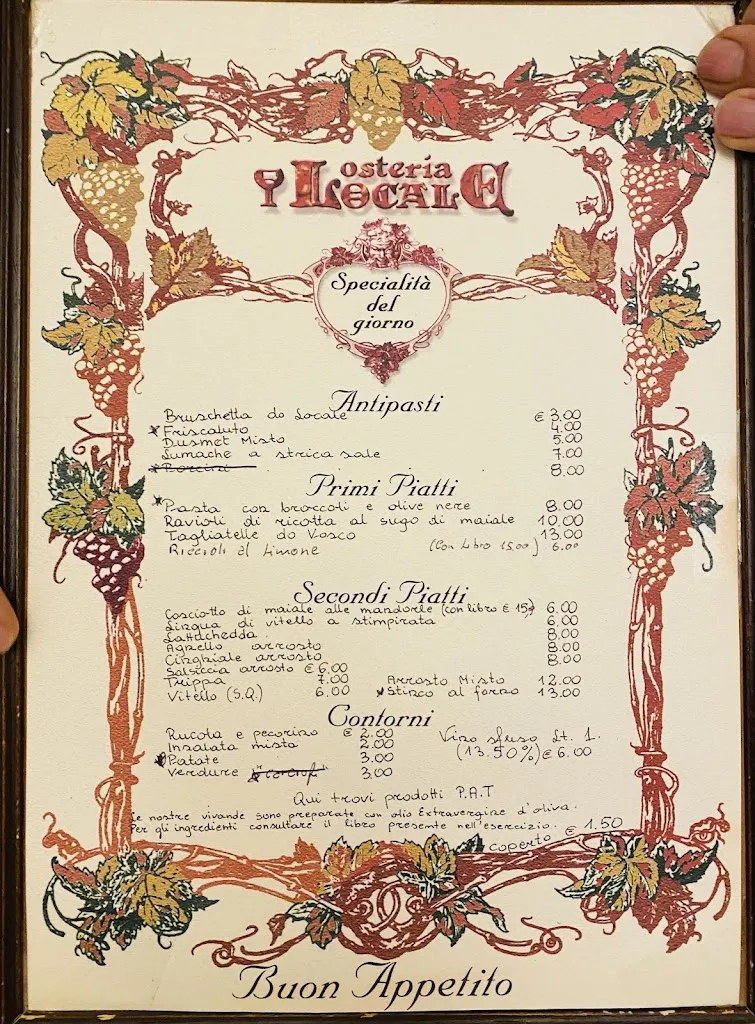 osteria
LOCALE
Specialità
del
giorno
Antipasti
Bruschetta do Locale € 3.00
Friscaluto 4.00
Dusmet Misto 5.00
Lumache a strica sale 7.00
Porcini 8.00
Primi Piatti
Pasta con broccoli e olive nere 8.00
Ravioli di ricotta al sugo di maiale 10.00
Tagliatelle do Vosco 13.00
Riccioli al Limone (Con Libro 15.00) 6.00
Secondi Piatti
Cosciotto di maiale alle mandorle (con libro € 15) 6.00
Lingua di vitello a stimpirata 6.00
Lattuchedda 8.00
Agnello arrosto 8.00
Cinghiale arrosto 8.00
Salsiccia arrosto € 6.00
Trippa 7.00 Arrosto Misto 12.00
Vitello (S.Q.) 6.00 Stinco al forno 13.00
Contorni
Rucola e pecorino € 2.00 Vino sfuso Lt. 1.
Insalata mista 2.00 (13.50%) € 6.00
Patate 3.00
Verdure 3.00
Qui trovi prodotti P.A.T
Le nostre vivande sono preparate con olio Extravergine d'oliva.
Per gli ingredienti consultare il libro presente nell'esercizio.
coperto € 1.50
Buon Appetito